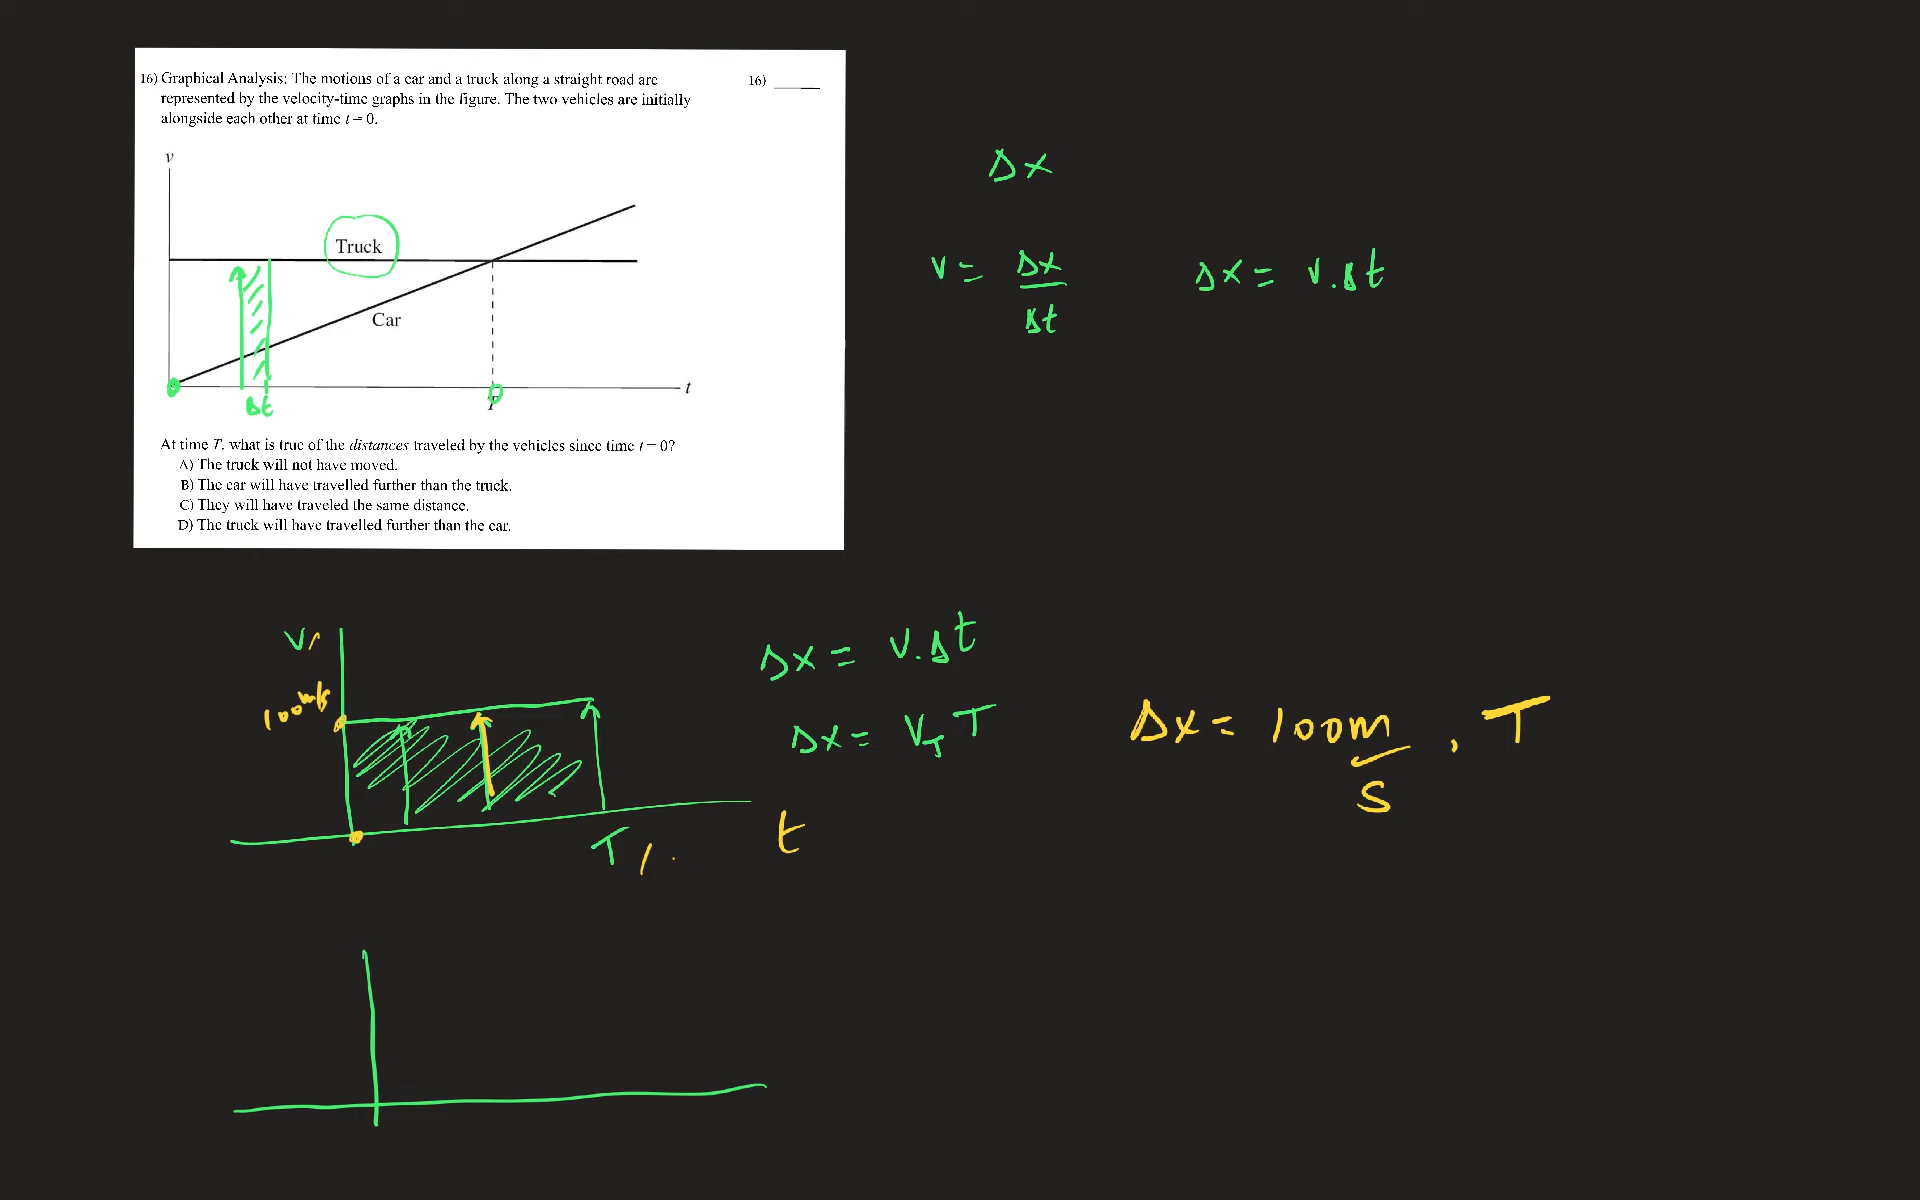 16) Graphical Analysis: The motions of a car and a truck along a straight road are
16) ____
represented by the velocity-time graphs in the figure. The two vehicles are initially
alongside each other at time t = 0.
v
Truck
Car
t
Δt
T
At time T, what is true of the distances traveled by the vehicles since time t = 0?
A) The truck will not have moved.
B) The car will have travelled further than the truck.
C) They will have traveled the same distance.
D) The truck will have travelled further than the car.
Δx
v = Δx/Δt
Δx = v.Δt
v
100m/s
T
t
Δx = v.Δt
Δx = v_T T
Δx = 100m/s . T